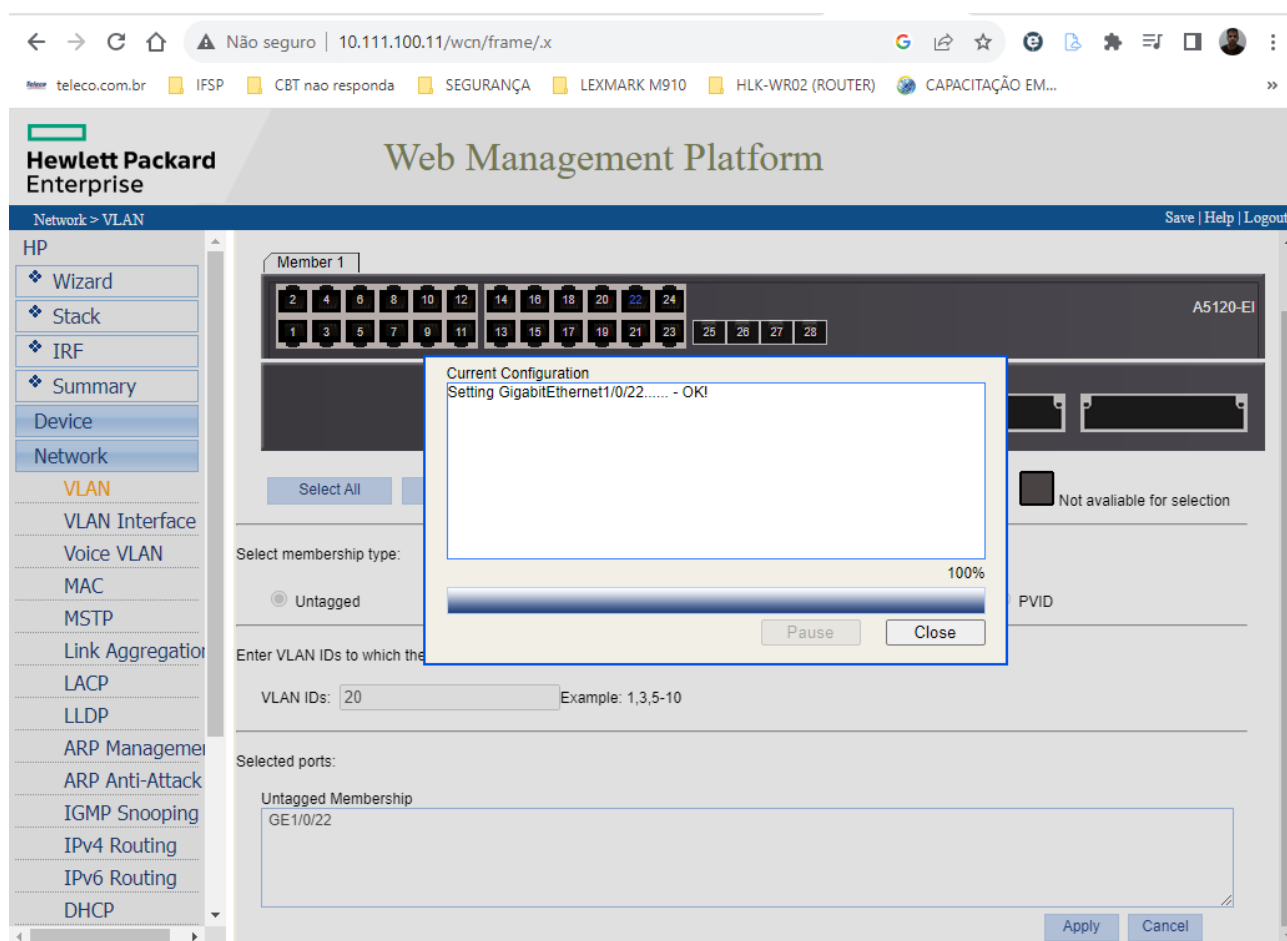 Não seguro | 10.111.100.11/wcn/frame/.x
teleco.com.br IFSP CBT nao responda SEGURANÇA LEXMARK M910 HLK-WR02 (ROUTER) CAPACITAÇÃO EM... »
Hewlett Packard
Enterprise
Web Management Platform
Network > VLAN
Save | Help | Logout
HP
Wizard
Stack
IRF
Summary
Device
Network
VLAN
VLAN Interface
Voice VLAN
MAC
MSTP
Link Aggregation
LACP
LLDP
ARP Managemen
ARP Anti-Attack
IGMP Snooping
IPv4 Routing
IPv6 Routing
DHCP
Member 1
2 4 6 8 10 12 14 16 18 20 22 24
A5120-EI
1 3 5 7 9 11 13 15 17 19 21 23 25 26 27 28
Current Configuration
Setting GigabitEthernet1/0/22...... - OK!
100%
Pause Close
Select All
Not avaliable for selection
Select membership type:
Untagged
PVID
Enter VLAN IDs to which the
VLAN IDs: 20 Example: 1,3,5-10
Selected ports:
Untagged Membership
GE1/0/22
Apply Cancel